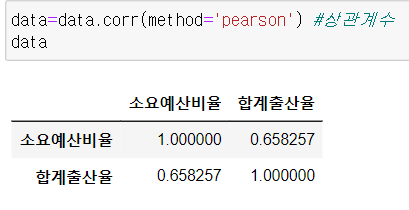 data=data.corr(method='pearson') #상관계수
data
소요예산비율 합계출산율
소요예산비율 1.000000 0.658257
합계출산율 0.658257 1.000000